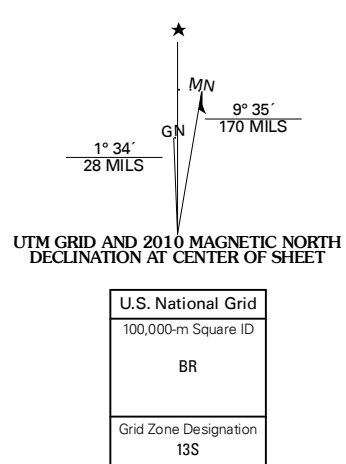 ★
MN
GN
9° 35´
170 MILS
1° 34´
28 MILS
UTM GRID AND 2010 MAGNETIC NORTH
DECLINATION AT CENTER OF SHEET
U.S. National Grid
100,000-m Square ID
BR
Grid Zone Designation
13S